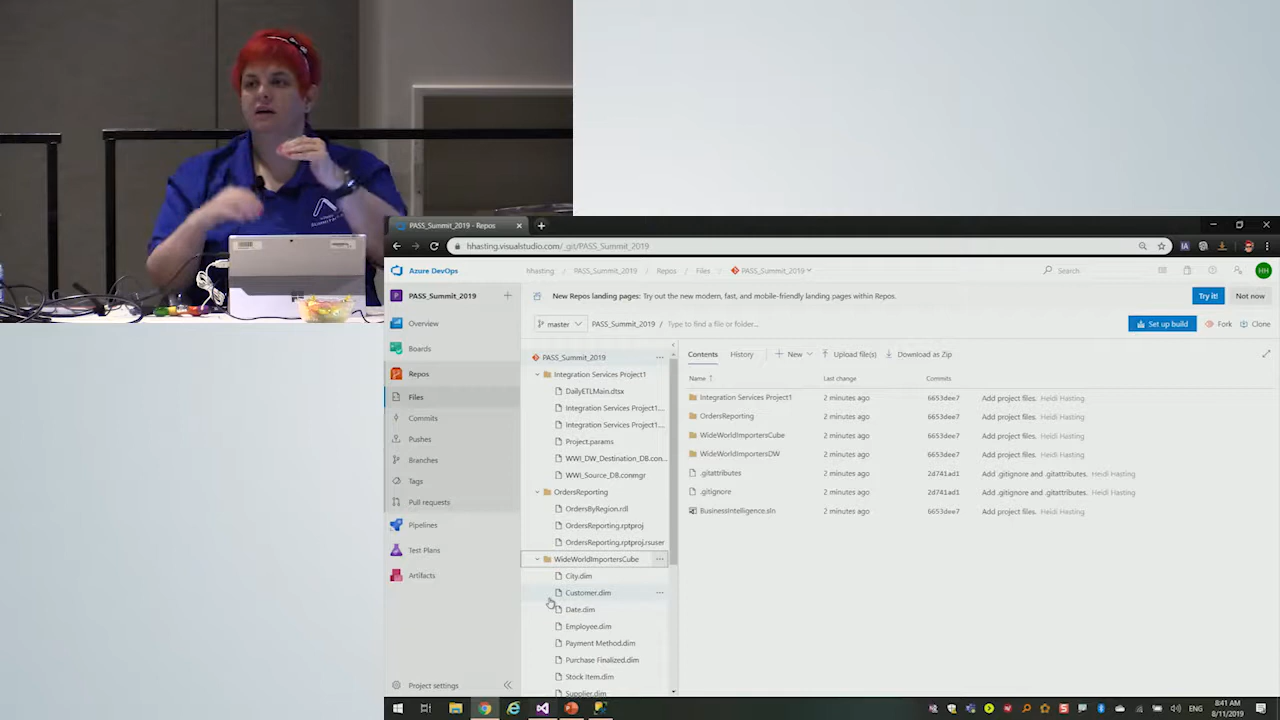 PASS_Summit_2019 - Repos
hhasting.visualstudio.com/_git/PASS_Summit_2019
Azure DevOps
hhasting / PASS_Summit_2019 / Repos / Files / PASS_Summit_2019
Search
HH
P PASS_Summit_2019
New Repos landing pages: Try out the new modern, fast, and mobile-friendly landing pages within Repos.
Try it!
Not now
Overview
Boards
Repos
Files
Commits
Pushes
Branches
Tags
Pull requests
Pipelines
Test Plans
Artifacts
Project settings
master
PASS_Summit_2019 / Type to find a file or folder...
Set up build
Fork
Clone
PASS_Summit_2019
Integration Services Project1
DailyETLMain.dtsx
Integration Services Project1....
Integration Services Project1....
Project.params
WWI_DW_Destination_DB.con...
WWI_Source_DB.conmgr
OrdersReporting
OrdersByRegion.rdl
OrdersReporting.rptproj
OrdersReporting.rptproj.rsuser
WideWorldImportersCube
City.dim
Customer.dim
Date.dim
Employee.dim
Payment Method.dim
Purchase Finalized.dim
Stock Item.dim
Supplier.dim
Contents
History
New
Upload file(s)
Download as Zip
Name Last change Commits
Integration Services Project1 2 minutes ago 6653dee7 Add project files. Heidi Hasting
OrdersReporting 2 minutes ago 6653dee7 Add project files. Heidi Hasting
WideWorldImportersCube 2 minutes ago 6653dee7 Add project files. Heidi Hasting
WideWorldImportersDW 2 minutes ago 6653dee7 Add project files. Heidi Hasting
.gitattributes 2 minutes ago 2d741ad1 Add .gitignore and .gitattributes. Heidi Hasting
.gitignore 2 minutes ago 2d741ad1 Add .gitignore and .gitattributes. Heidi Hasting
BusinessIntelligence.sln 2 minutes ago 6653dee7 Add project files. Heidi Hasting
ENG
8:41 AM
8/11/2019